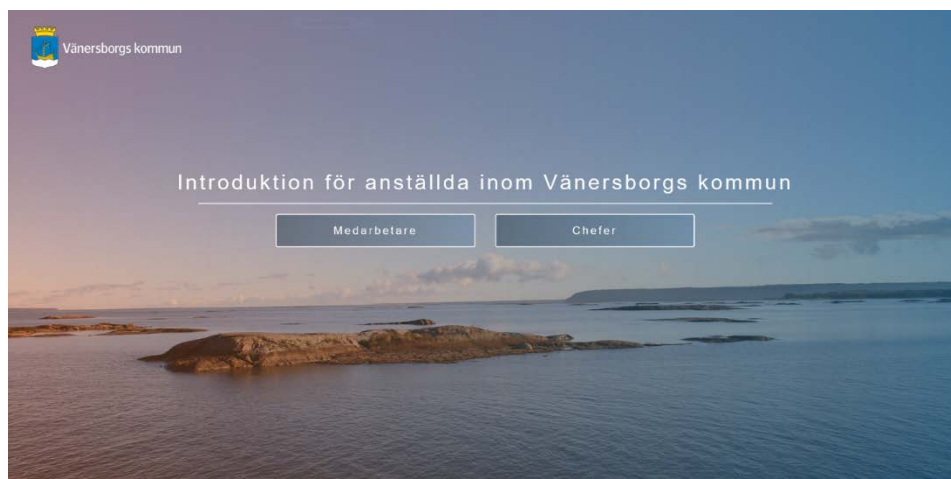 Vänersborgs kommun
Introduktion för anställda inom Vänersborgs kommun
Medarbetare
Chefer